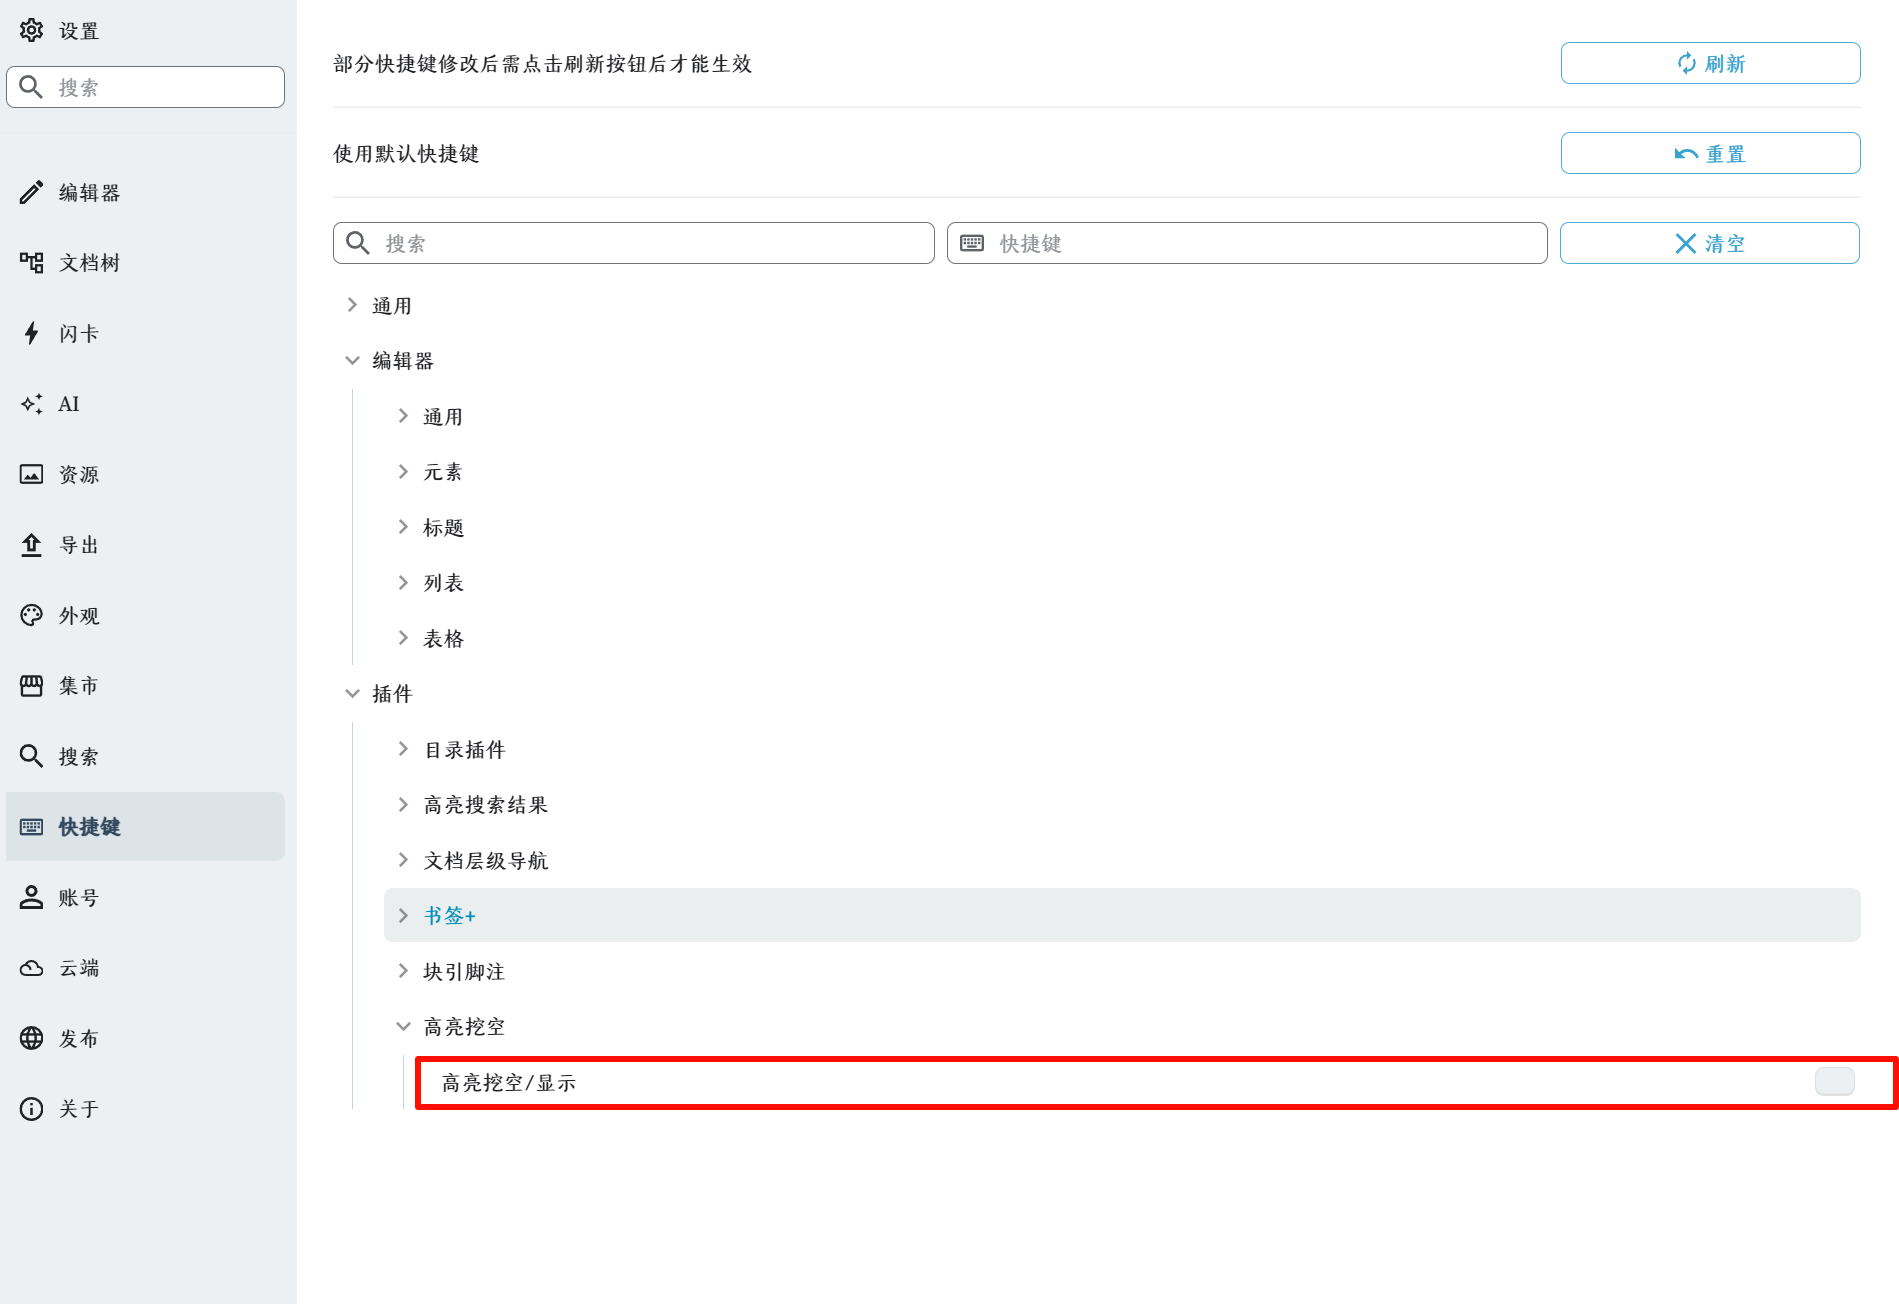 设置
搜索
编辑器
文档树
闪卡
AI
资源
导出
外观
集市
搜索
快捷键
账号
云端
发布
关于
部分快捷键修改后需点击刷新按钮后才能生效
刷新
使用默认快捷键
重置
搜索
快捷键
清空
通用
编辑器
通用
元素
标题
列表
表格
插件
目录插件
高亮搜索结果
文档层级导航
书签+
块引脚注
高亮挖空
高亮挖空/显示